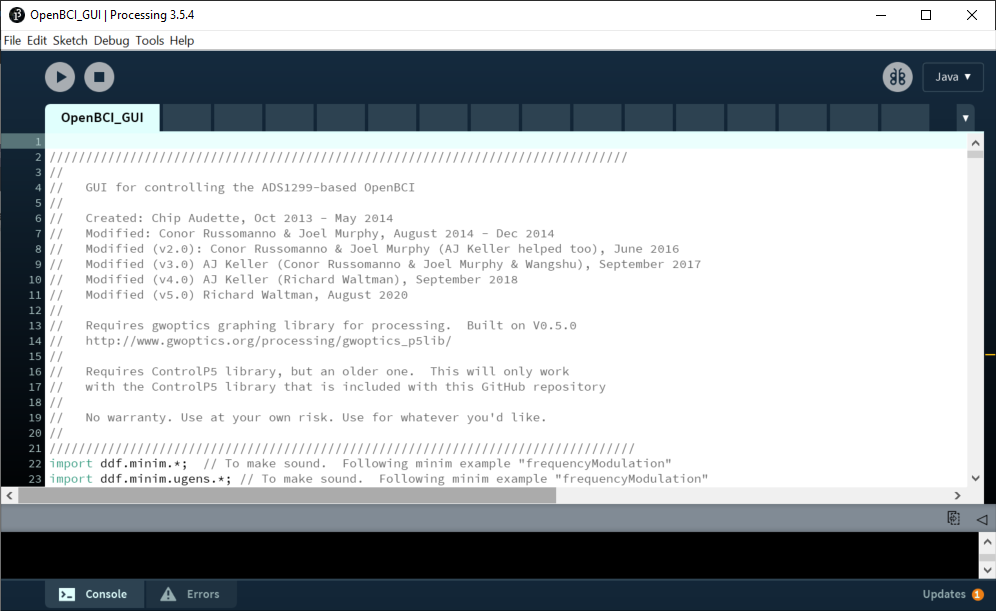 OpenBCI_GUI | Processing 3.5.4
File Edit Sketch Debug Tools Help
Java ▼
OpenBCI_GUI
▼
1
2 ///////////////////////////////////////////////////////////////////////////////
3 //
4 //   GUI for controlling the ADS1299-based OpenBCI
5 //
6 //   Created: Chip Audette, Oct 2013 - May 2014
7 //   Modified: Conor Russomanno & Joel Murphy, August 2014 - Dec 2014
8 //   Modified (v2.0): Conor Russomanno & Joel Murphy (AJ Keller helped too), June 2016
9 //   Modified (v3.0) AJ Keller (Conor Russomanno & Joel Murphy & Wangshu), September 2017
10 //   Modified (v4.0) AJ Keller (Richard Waltman), September 2018
11 //   Modified (v5.0) Richard Waltman, August 2020
12 //
13 //   Requires gwoptics graphing library for processing.  Built on V0.5.0
14 //   http://www.gwoptics.org/processing/gwoptics_p5lib/
15 //
16 //   Requires ControlP5 library, but an older one.  This will only work
17 //   with the ControlP5 library that is included with this GitHub repository
18 //
19 //   No warranty. Use at your own risk. Use for whatever you'd like.
20 //
21 ////////////////////////////////////////////////////////////////////////////////
22 import ddf.minim.*;  // To make sound.  Following minim example "frequencyModulation"
23 import ddf.minim.ugens.*; // To make sound.  Following minim example "frequencyModulation"
Console
Errors
Updates 1